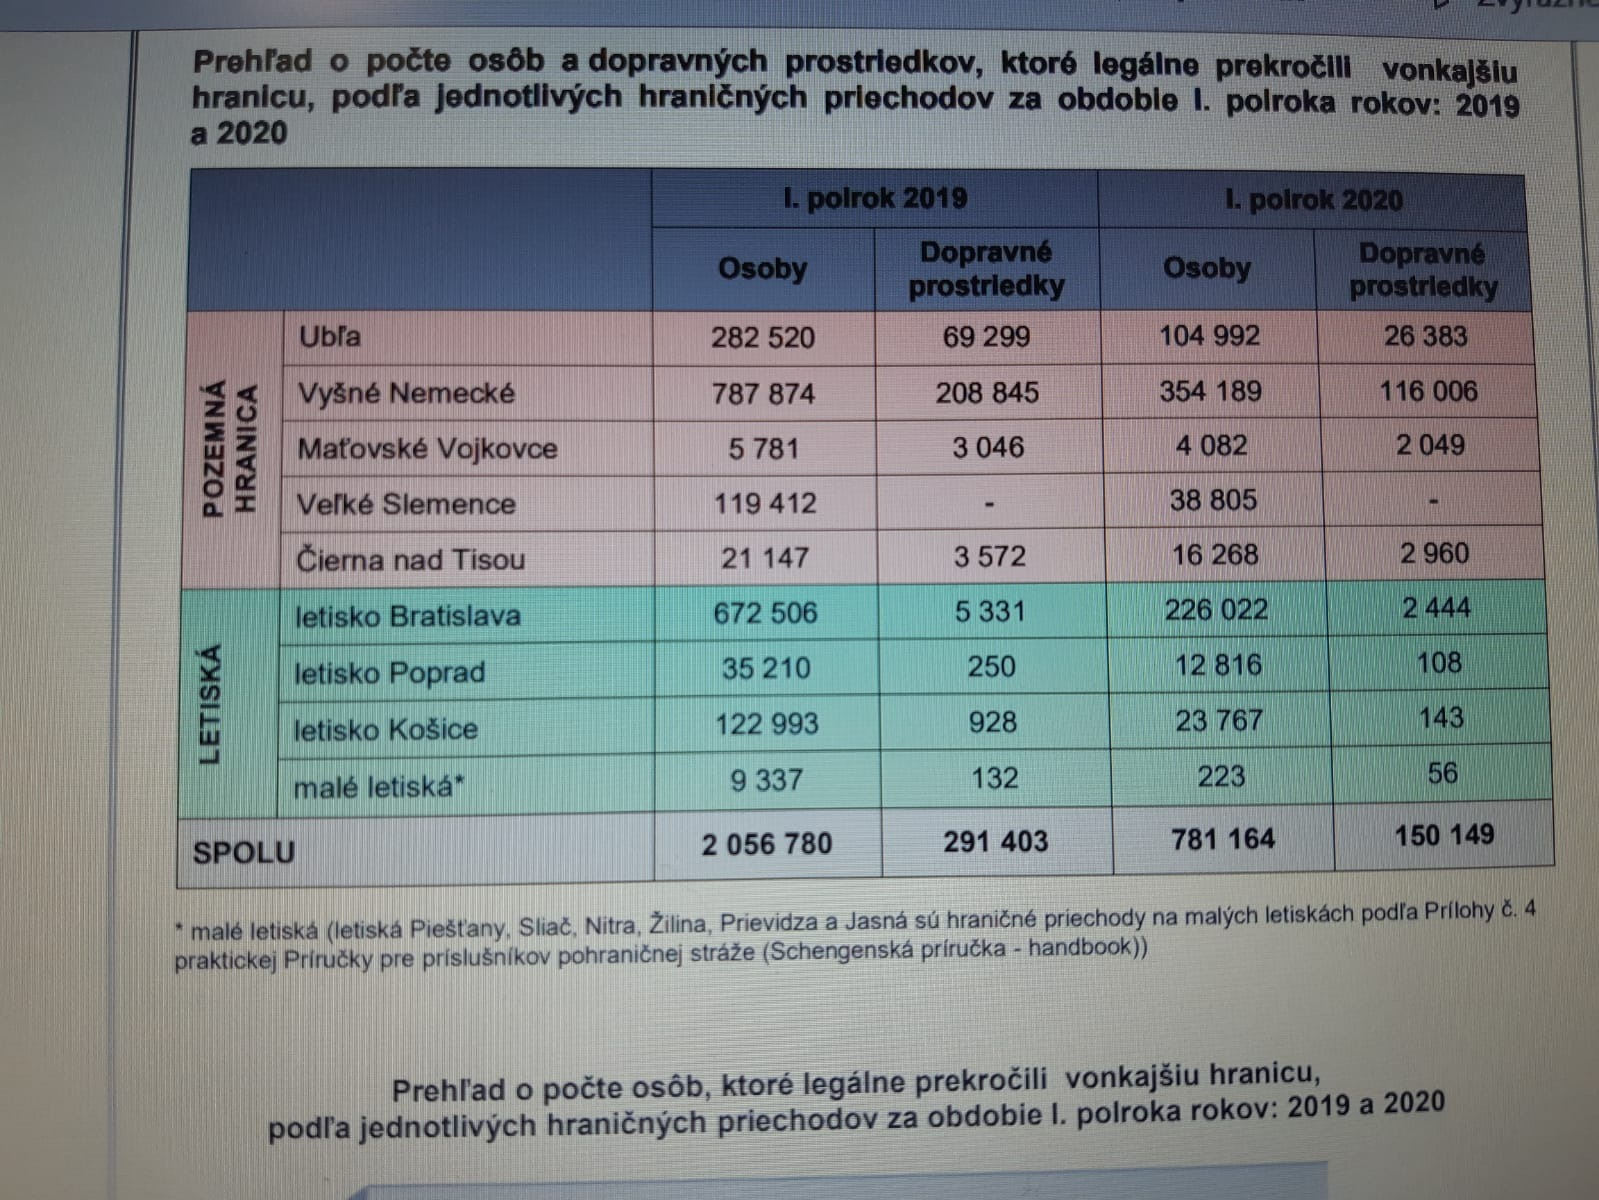 Prehľad o počte osôb a dopravných prostriedkov, ktoré legálne prekročili vonkajšiu
hranicu, podľa jednotlivých hraničných priechodov za obdobie I. polroka rokov: 2019
a 2020
I. polrok 2019 I. polrok 2020
Osoby Dopravné prostriedky Osoby Dopravné prostriedky
POZEMNÁ HRANICA
Ubľa 282 520 69 299 104 992 26 383
Vyšné Nemecké 787 874 208 845 354 189 116 006
Maťovské Vojkovce 5 781 3 046 4 082 2 049
Veľké Slemence 119 412 - 38 805 -
Čierna nad Tisou 21 147 3 572 16 268 2 960
LETISKÁ
letisko Bratislava 672 506 5 331 226 022 2 444
letisko Poprad 35 210 250 12 816 108
letisko Košice 122 993 928 23 767 143
malé letiská* 9 337 132 223 56
SPOLU 2 056 780 291 403 781 164 150 149
* malé letiská (letiská Piešťany, Sliač, Nitra, Žilina, Prievidza a Jasná sú hraničné priechody na malých letiskách podľa Prílohy č. 4
praktickej Príručky pre príslušníkov pohraničnej stráže (Schengenská príručka - handbook))
Prehľad o počte osôb, ktoré legálne prekročili vonkajšiu hranicu,
podľa jednotlivých hraničných priechodov za obdobie I. polroka rokov: 2019 a 2020